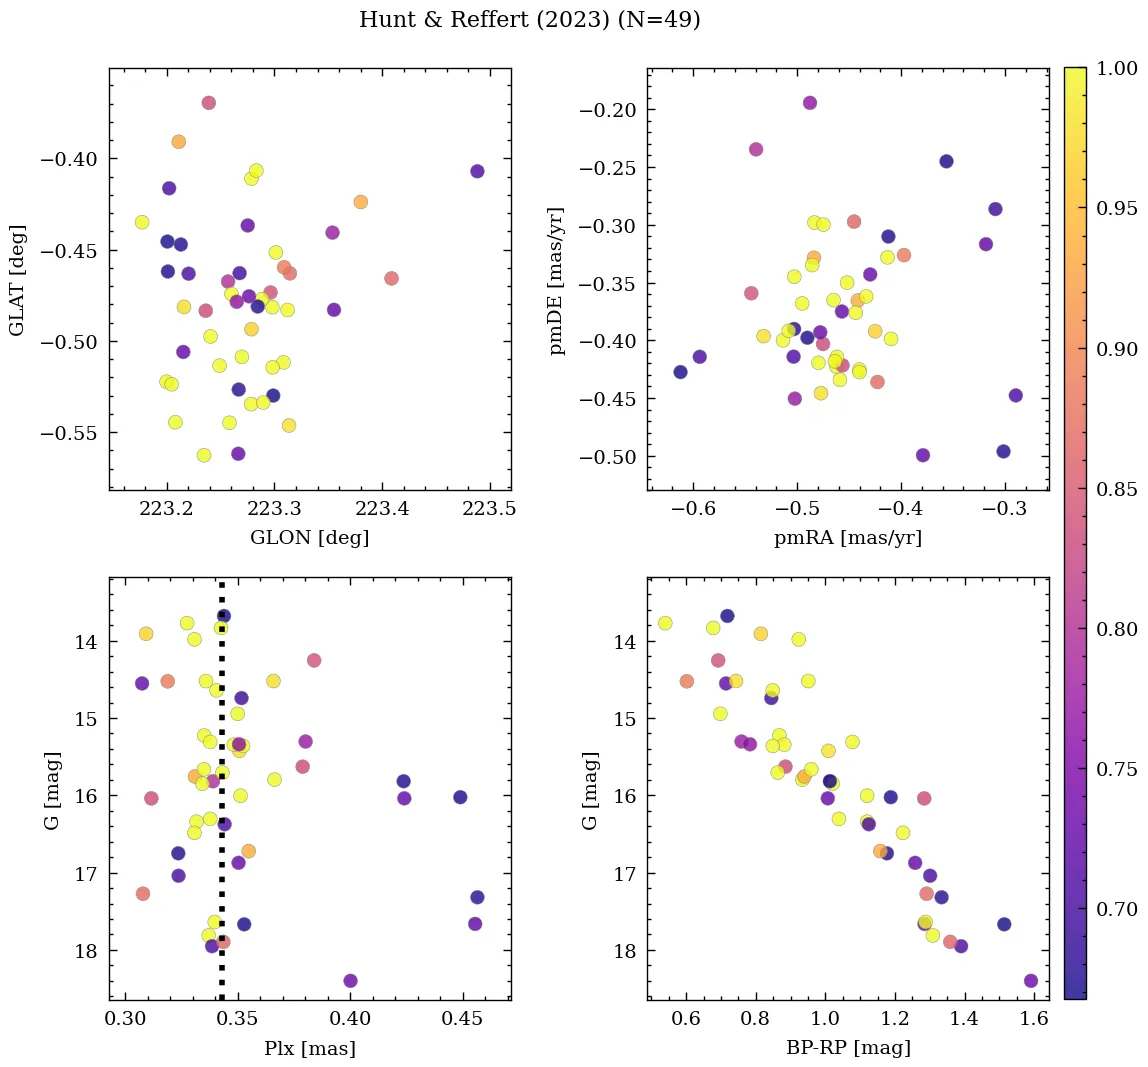 Hunt & Reffert (2023) (N=49)
−0.40
−0.45
−0.50
−0.55
GLAT [deg]
223.2 223.3 223.4 223.5
GLON [deg]
−0.20
−0.25
−0.30
−0.35
−0.40
−0.45
−0.50
pmDE [mas/yr]
−0.6 −0.5 −0.4 −0.3
pmRA [mas/yr]
1.00
0.95
0.90
0.85
0.80
0.75
0.70
14
15
16
17
18
G [mag]
0.30 0.35 0.40 0.45
Plx [mas]
14
15
16
17
18
G [mag]
0.6 0.8 1.0 1.2 1.4 1.6
BP-RP [mag]